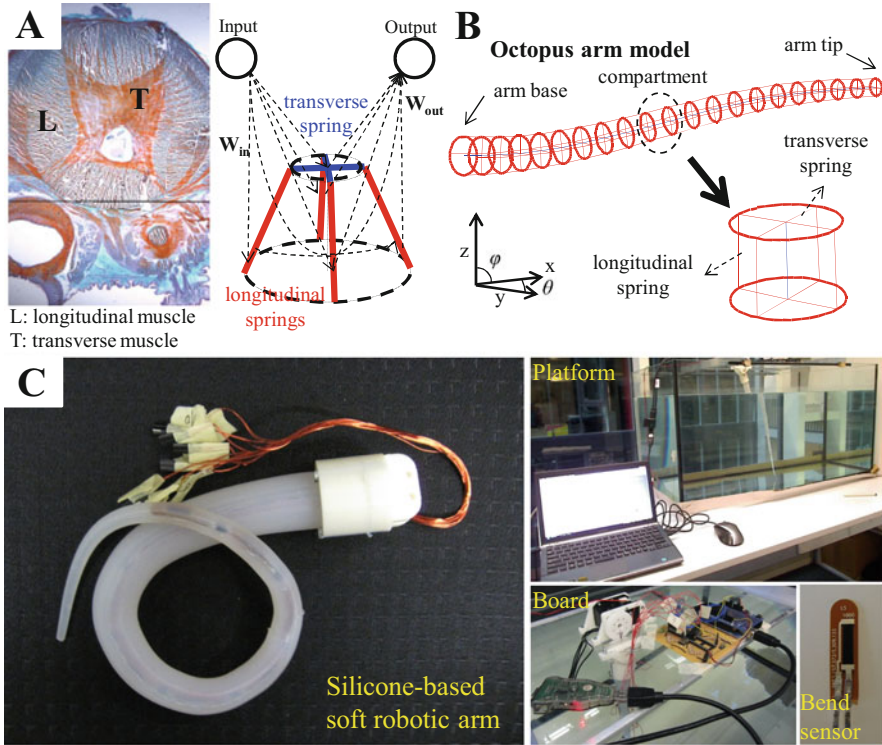 A
L
T
L: longitudinal muscle
T: transverse muscle
Input
Output
transverse
spring
W_in
W_out
longitudinal
springs
B
Octopus arm model
arm tip
compartment
arm base
transverse
spring
longitudinal
spring
z
φ
x
y
θ
C
Silicone-based
soft robotic arm
Platform
Board
Bend
sensor